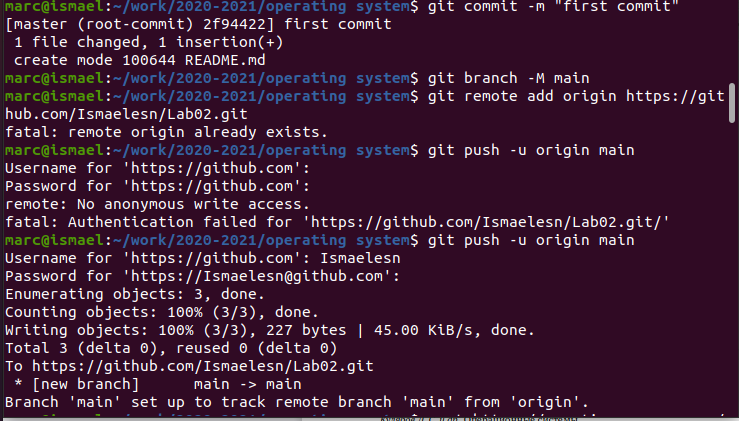 marc@ismael:~/work/2020-2021/operating system$ git commit -m "first commit"
[master (root-commit) 2f94422] first commit
 1 file changed, 1 insertion(+)
 create mode 100644 README.md
marc@ismael:~/work/2020-2021/operating system$ git branch -M main
marc@ismael:~/work/2020-2021/operating system$ git remote add origin https://git
hub.com/Ismaelesn/Lab02.git
fatal: remote origin already exists.
marc@ismael:~/work/2020-2021/operating system$ git push -u origin main
Username for 'https://github.com':
Password for 'https://github.com':
remote: No anonymous write access.
fatal: Authentication failed for 'https://github.com/Ismaelesn/Lab02.git/'
marc@ismael:~/work/2020-2021/operating system$ git push -u origin main
Username for 'https://github.com': Ismaelesn
Password for 'https://Ismaelesn@github.com':
Enumerating objects: 3, done.
Counting objects: 100% (3/3), done.
Writing objects: 100% (3/3), 227 bytes | 45.00 KiB/s, done.
Total 3 (delta 0), reused 0 (delta 0)
To https://github.com/Ismaelesn/Lab02.git
 * [new branch]      main -> main
Branch 'main' set up to track remote branch 'main' from 'origin'.